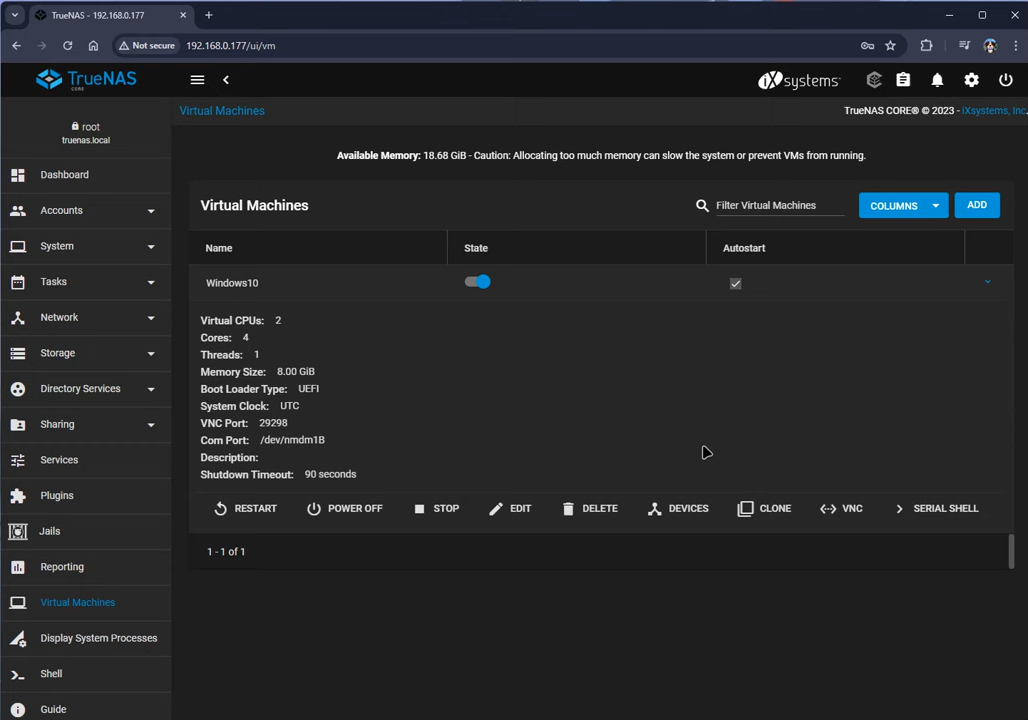 TrueNAS - 192.168.0.177
Not secure 192.168.0.177/ui/vm
TrueNAS
CORE
iXsystems
Virtual Machines
TrueNAS CORE® © 2023 - iXsystems, Inc.
root
truenas.local
Available Memory: 18.68 GiB - Caution: Allocating too much memory can slow the system or prevent VMs from running.
Dashboard
Accounts
System
Tasks
Network
Storage
Directory Services
Sharing
Services
Plugins
Jails
Reporting
Virtual Machines
Display System Processes
Shell
Guide
Virtual Machines
Filter Virtual Machines
COLUMNS
ADD
Name State Autostart
Windows10
Virtual CPUs: 2
Cores: 4
Threads: 1
Memory Size: 8.00 GiB
Boot Loader Type: UEFI
System Clock: UTC
VNC Port: 29298
Com Port: /dev/nmdm1B
Description:
Shutdown Timeout: 90 seconds
RESTART POWER OFF STOP EDIT DELETE DEVICES CLONE VNC SERIAL SHELL
1 - 1 of 1